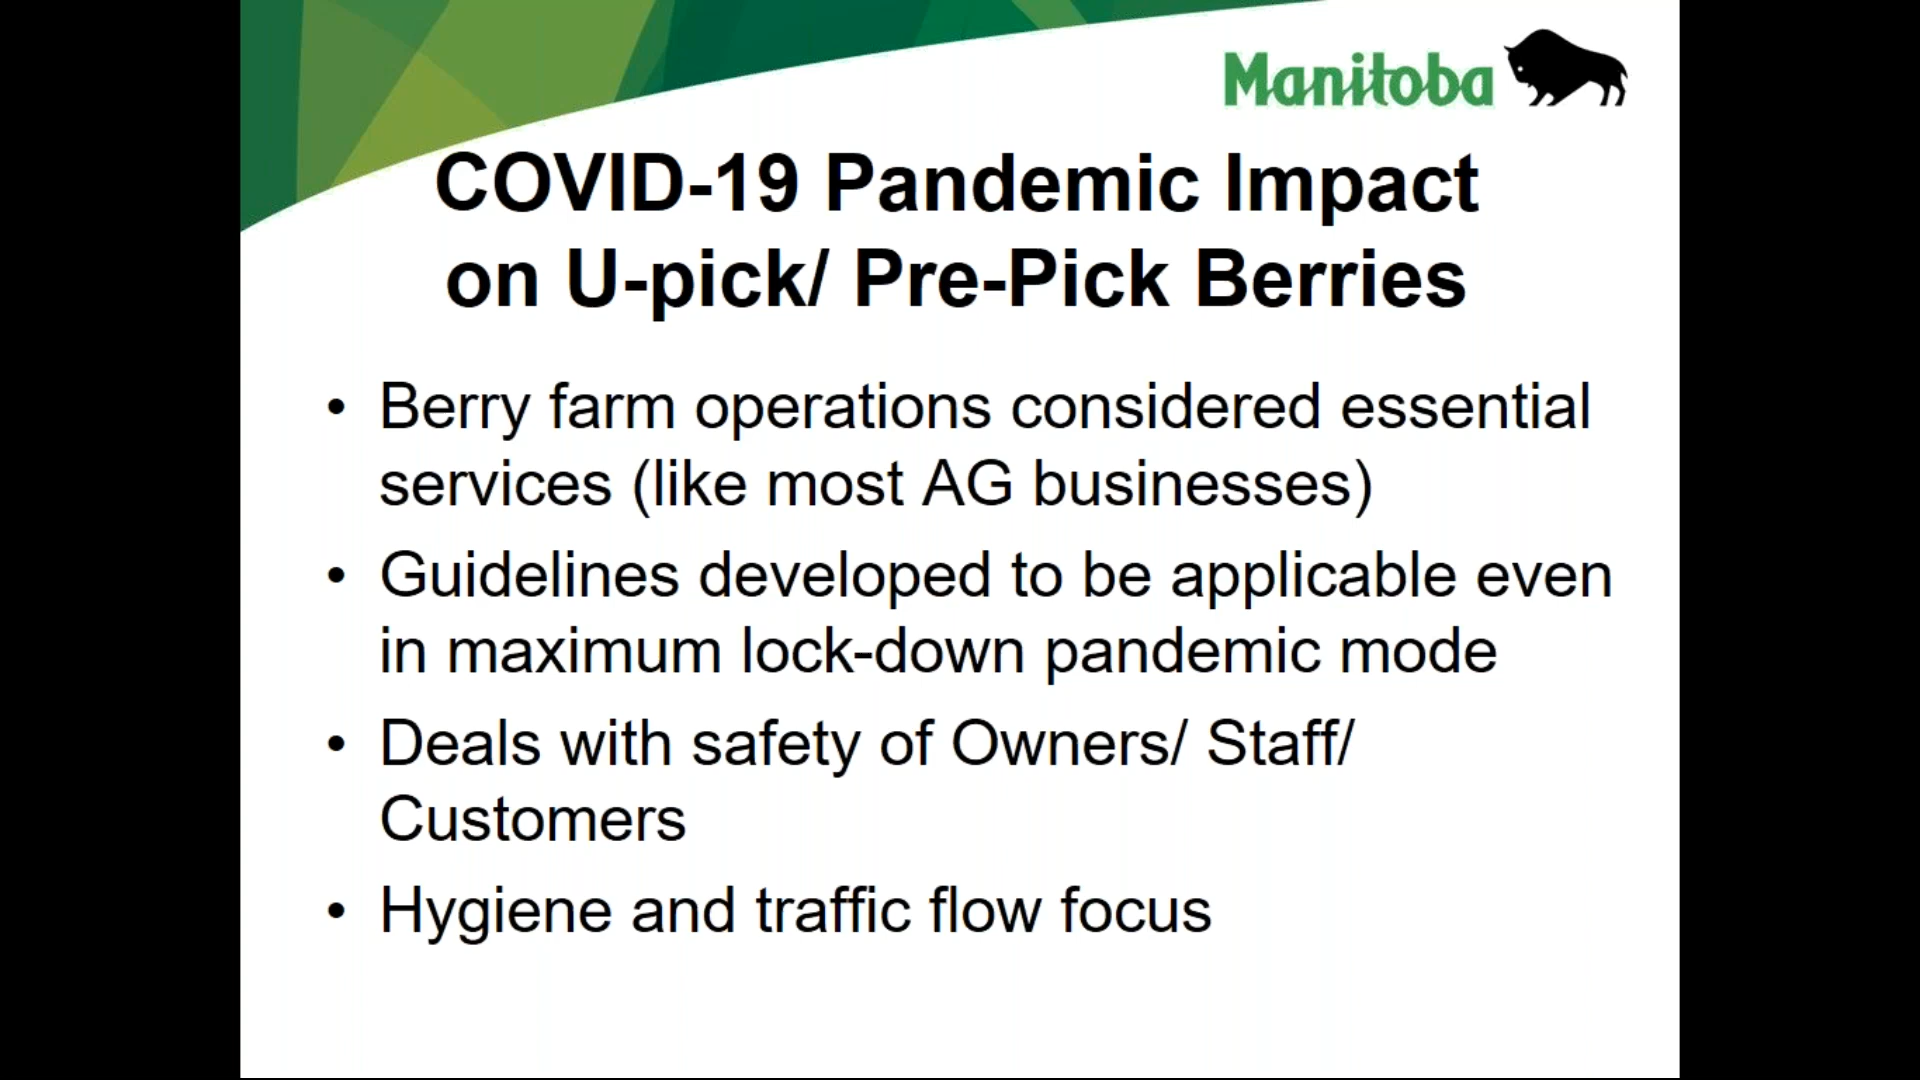 Manitoba
COVID-19 Pandemic Impact
on U-pick/ Pre-Pick Berries
• Berry farm operations considered essential
services (like most AG businesses)
• Guidelines developed to be applicable even
in maximum lock-down pandemic mode
• Deals with safety of Owners/ Staff/
Customers
• Hygiene and traffic flow focus